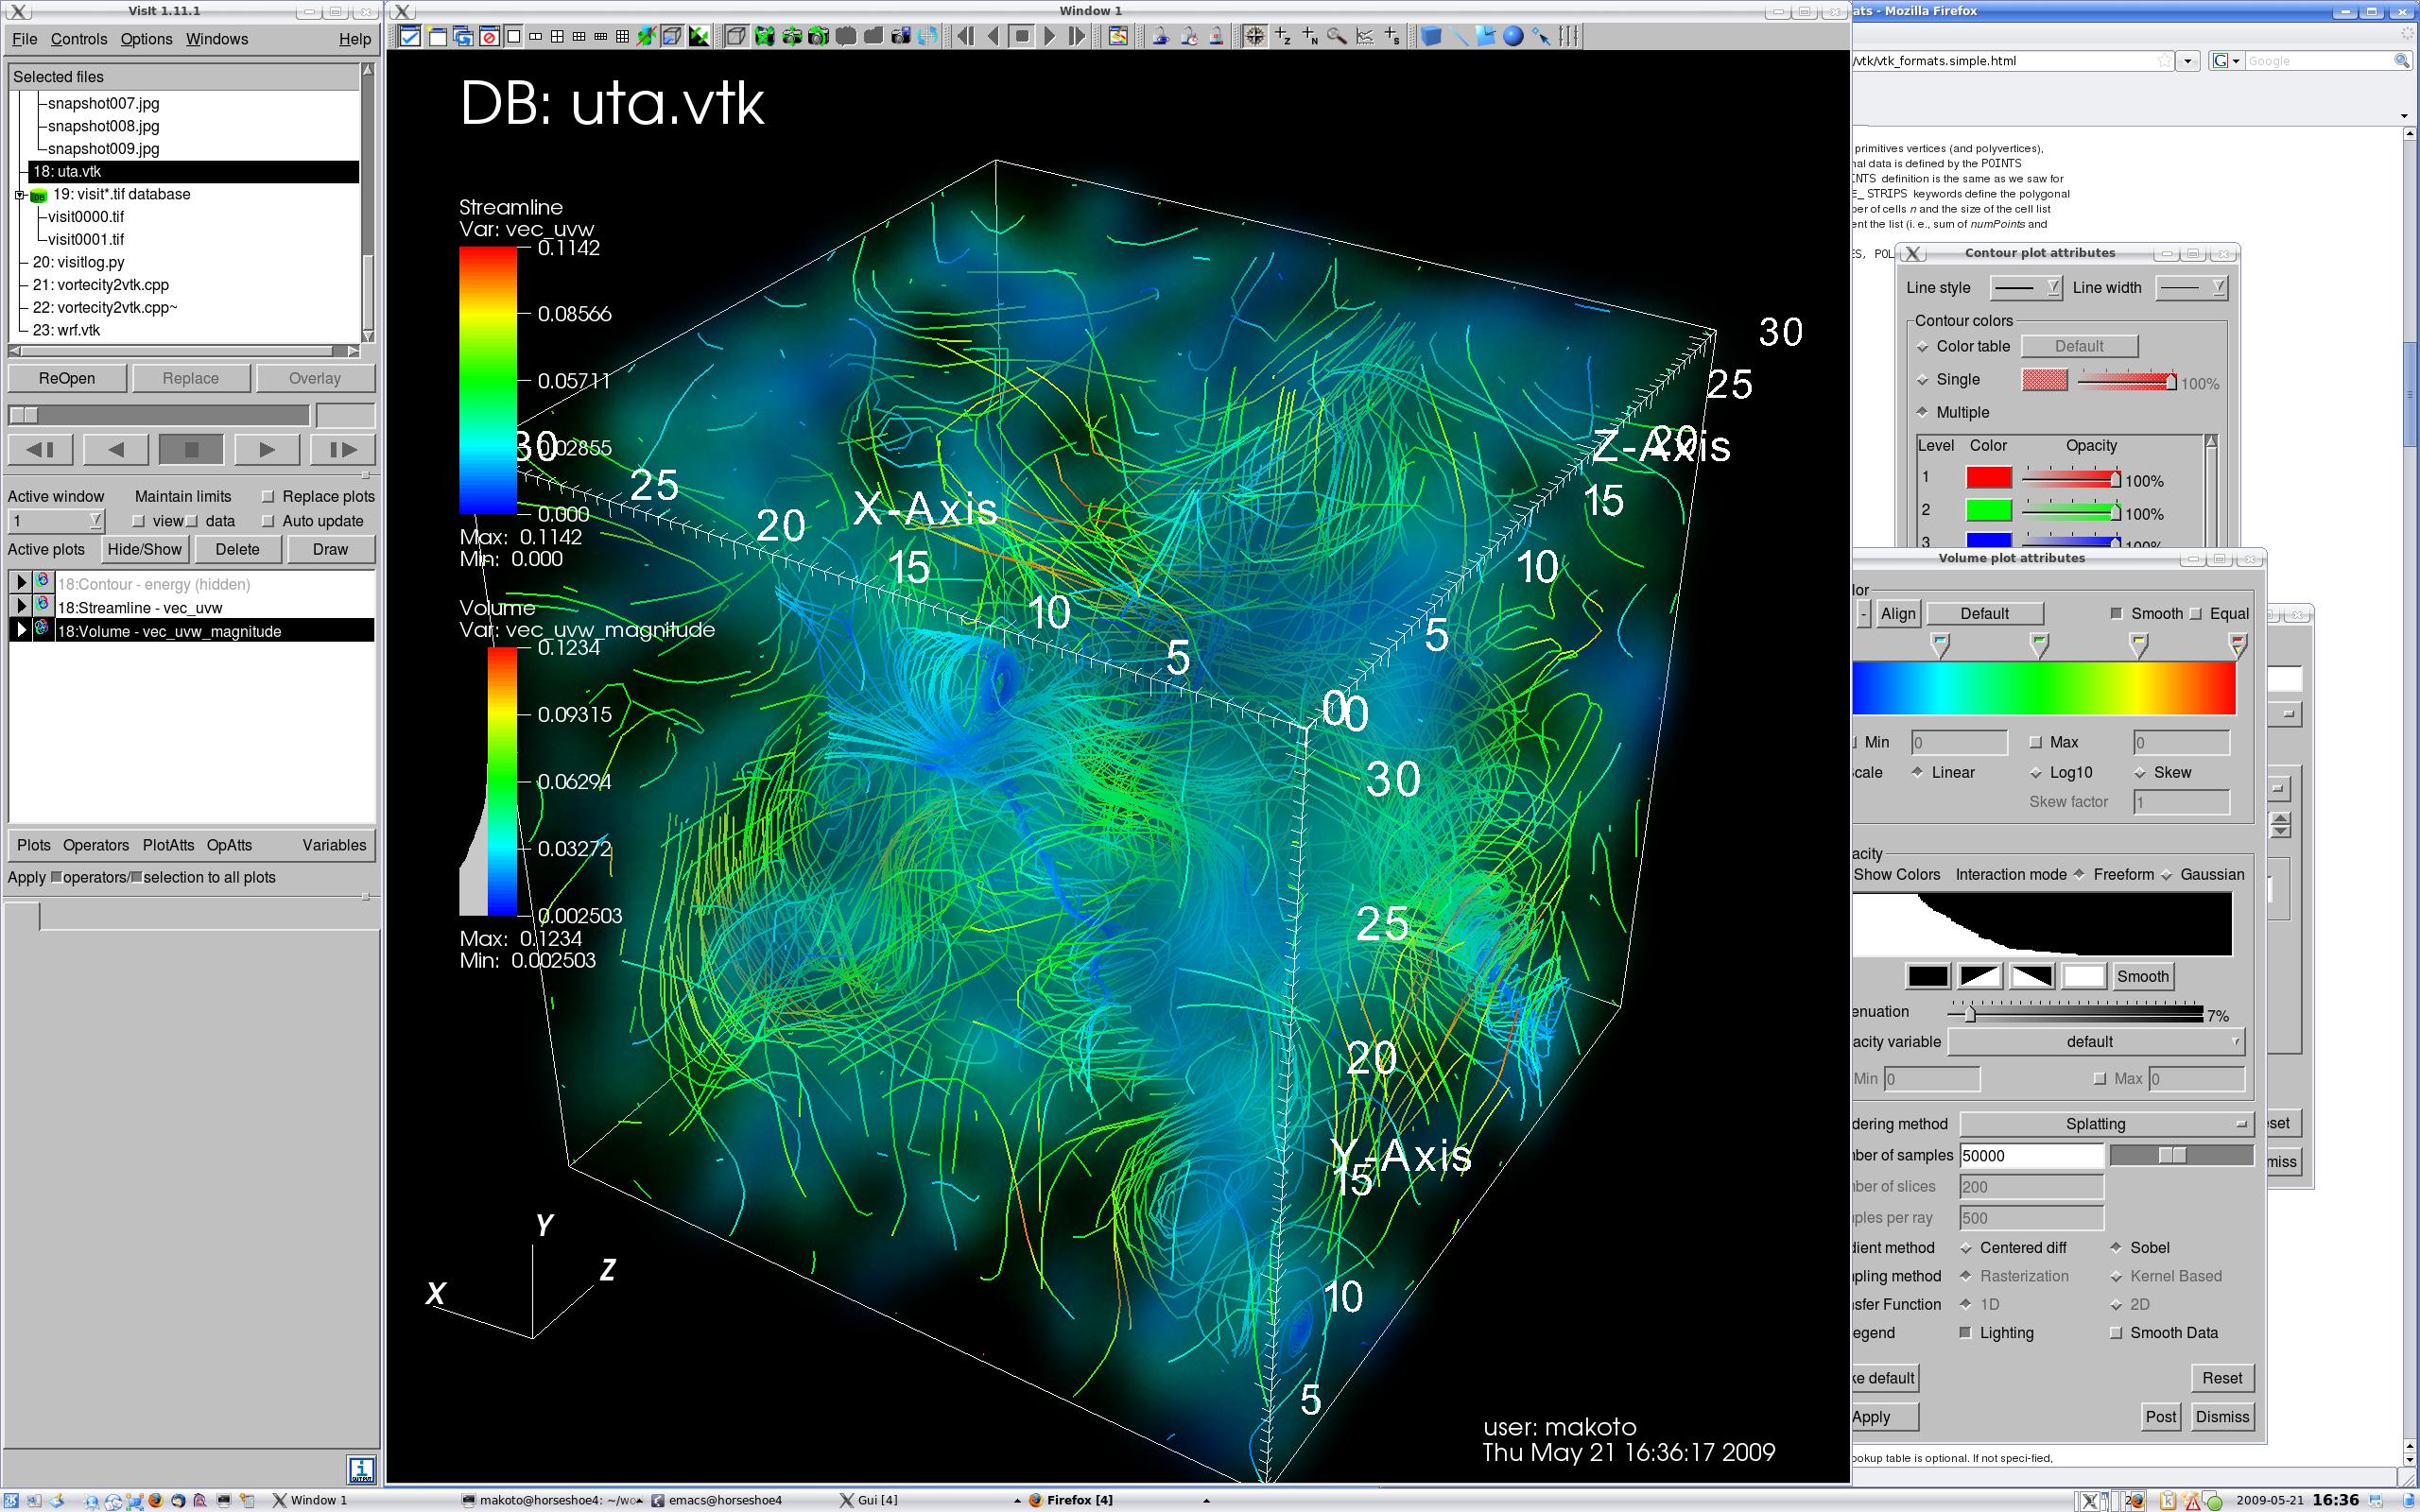 VisIt 1.11.1
File Controls Options Windows Help
Selected files
snapshot007.jpg
snapshot008.jpg
snapshot009.jpg
18: uta.vtk
19: visit*.tif database
visit0000.tif
visit0001.tif
20: visitlog.py
21: vortecity2vtk.cpp
22: vortecity2vtk.cpp~
23: wrf.vtk
ReOpen Replace Overlay
Active window Maintain limits Replace plots
1 view data Auto update
Active plots Hide/Show Delete Draw
18:Contour - energy (hidden)
18:Streamline - vec_uvw
18:Volume - vec_uvw_magnitude
Plots Operators PlotAtts OpAtts Variables
Apply operators/ selection to all plots
Window 1
DB: uta.vtk
Streamline
Var: vec_uvw
0.1142
0.08566
0.05711
0.02855
0.000
Max: 0.1142
Min: 0.000
Volume
Var: vec_uvw_magnitude
0.1234
0.09315
0.06294
0.03272
0.002503
Max: 0.1234
Min: 0.002503
30
25
20
X-Axis
15
10
5
0
30
25
20
Z-Axis
15
10
5
0
30
25
20
Y-Axis
15
10
5
Y
Z
X
user: makoto
Thu May 21 16:36:17 2009
ats - Mozilla Firefox
/vtk/vtk_formats.simple.html
Google
primitives vertices (and polyvertices),
nal data is defined by the POINTS
INTS definition is the same as we saw for
E_ STRIPS keywords define the polygonal
ber of cells n and the size of the cell list
ent the list (i. e., sum of numPoints and
ES, POL
Contour plot attributes
Line style Line width
Contour colors
Color table Default
Single 100%
Multiple
Level Color Opacity
1 100%
2 100%
3 100%
Volume plot attributes
lor
- Align Default Smooth Equal
Min 0 Max 0
cale Linear Log10 Skew
Skew factor 1
acity
Show Colors Interaction mode Freeform Gaussian
Smooth
enuation 7%
acity variable default
Min 0 Max 0
dering method Splatting
ber of samples 50000
ber of slices 200
ples per ray 500
dient method Centered diff Sobel
pling method Rasterization Kernel Based
sfer Function 1D 2D
egend Lighting Smooth Data
ke default Reset
Apply Post Dismiss
set
miss
ookup table is optional. If not speci-fied,
Window 1 makoto@horseshoe4: ~/wo emacs@horseshoe4 Gui [4] Firefox [4] 2 2009-05-21 16:36